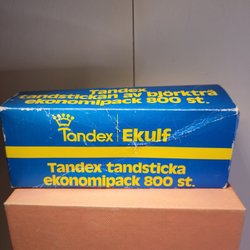 Tandex
tandstickan av björkträ
ekonomipack 800 st.
Tandex Ekulf
Tandex tandsticka
ekonomipack 800 st.